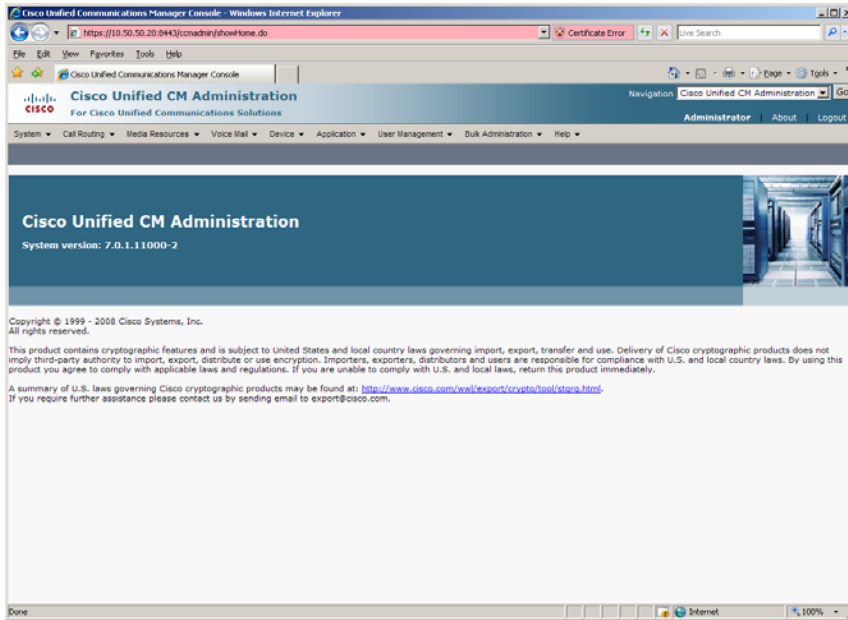 Cisco Unified Communications Manager Console - Windows Internet Explorer
https://10.50.50.20:8443/ccmadmin/showHome.do
Certificate Error
Live Search
File Edit View Favorites Tools Help
Cisco Unified Communications Manager Console
Page
Tools
CISCO
Cisco Unified CM Administration
For Cisco Unified Communications Solutions
Navigation Cisco Unified CM Administration Go
Administrator About Logout
System Call Routing Media Resources Voice Mail Device Application User Management Bulk Administration Help
Cisco Unified CM Administration
System version: 7.0.1.11000-2
Copyright © 1999 - 2008 Cisco Systems, Inc.
All rights reserved.
This product contains cryptographic features and is subject to United States and local country laws governing import, export, transfer and use. Delivery of Cisco cryptographic products does not
imply third-party authority to import, export, distribute or use encryption. Importers, exporters, distributors and users are responsible for compliance with U.S. and local country laws. By using this
product you agree to comply with applicable laws and regulations. If you are unable to comply with U.S. and local laws, return this product immediately.
A summary of U.S. laws governing Cisco cryptographic products may be found at: http://www.cisco.com/wwl/export/crypto/tool/stqrg.html.
If you require further assistance please contact us by sending email to export@cisco.com.
Done
Internet
100%